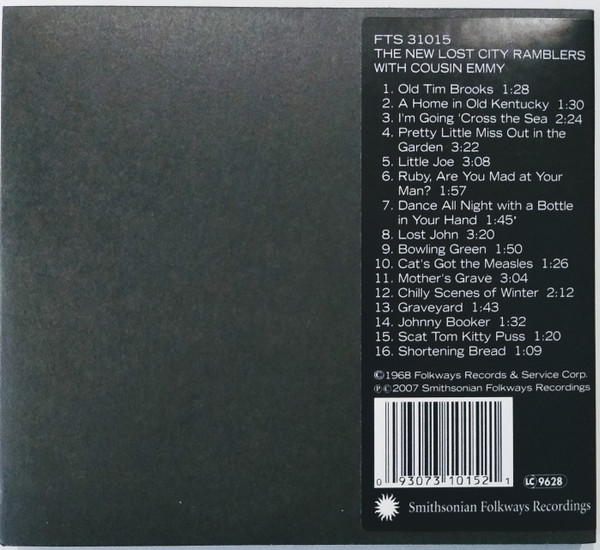 FTS 31015
THE NEW LOST CITY RAMBLERS
WITH COUSIN EMMY
1. Old Tim Brooks 1:28
2. A Home in Old Kentucky 1:30
3. I'm Going 'Cross the Sea 2:24
4. Pretty Little Miss Out in the
Garden 3:22
5. Little Joe 3:08
6. Ruby, Are You Mad at Your
Man? 1:57
7. Dance All Night with a Bottle
in Your Hand 1:45
8. Lost John 3:20
9. Bowling Green 1:50
10. Cat's Got the Measles 1:26
11. Mother's Grave 3:04
12. Chilly Scenes of Winter 2:12
13. Graveyard 1:43
14. Johnny Booker 1:32
15. Scat Tom Kitty Puss 1:20
16. Shortening Bread 1:09
©1968 Folkways Records & Service Corp.
℗©2007 Smithsonian Folkways Recordings
0 93073 10152 1
LC 9628
Smithsonian Folkways Recordings